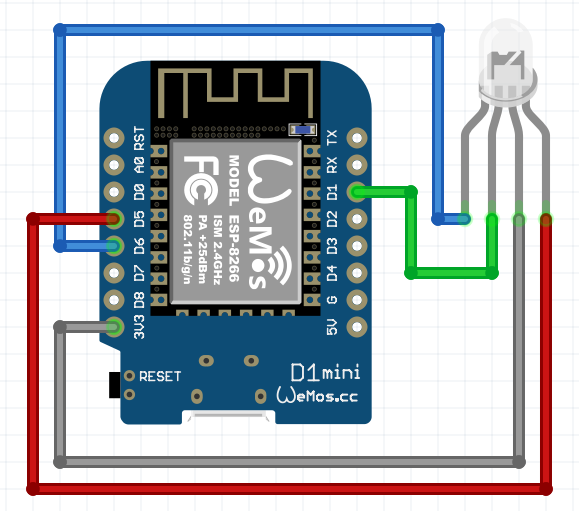 RST
A0
D0
D5
D6
D7
D8
3V3
TX
RX
D1
D2
D3
D4
G
5V
WeMos
MODEL ESP-8266
FC
ISM 2.4GHz
PA +25dBm
802.11b/g/n
RESET
D1mini
WeMos.cc